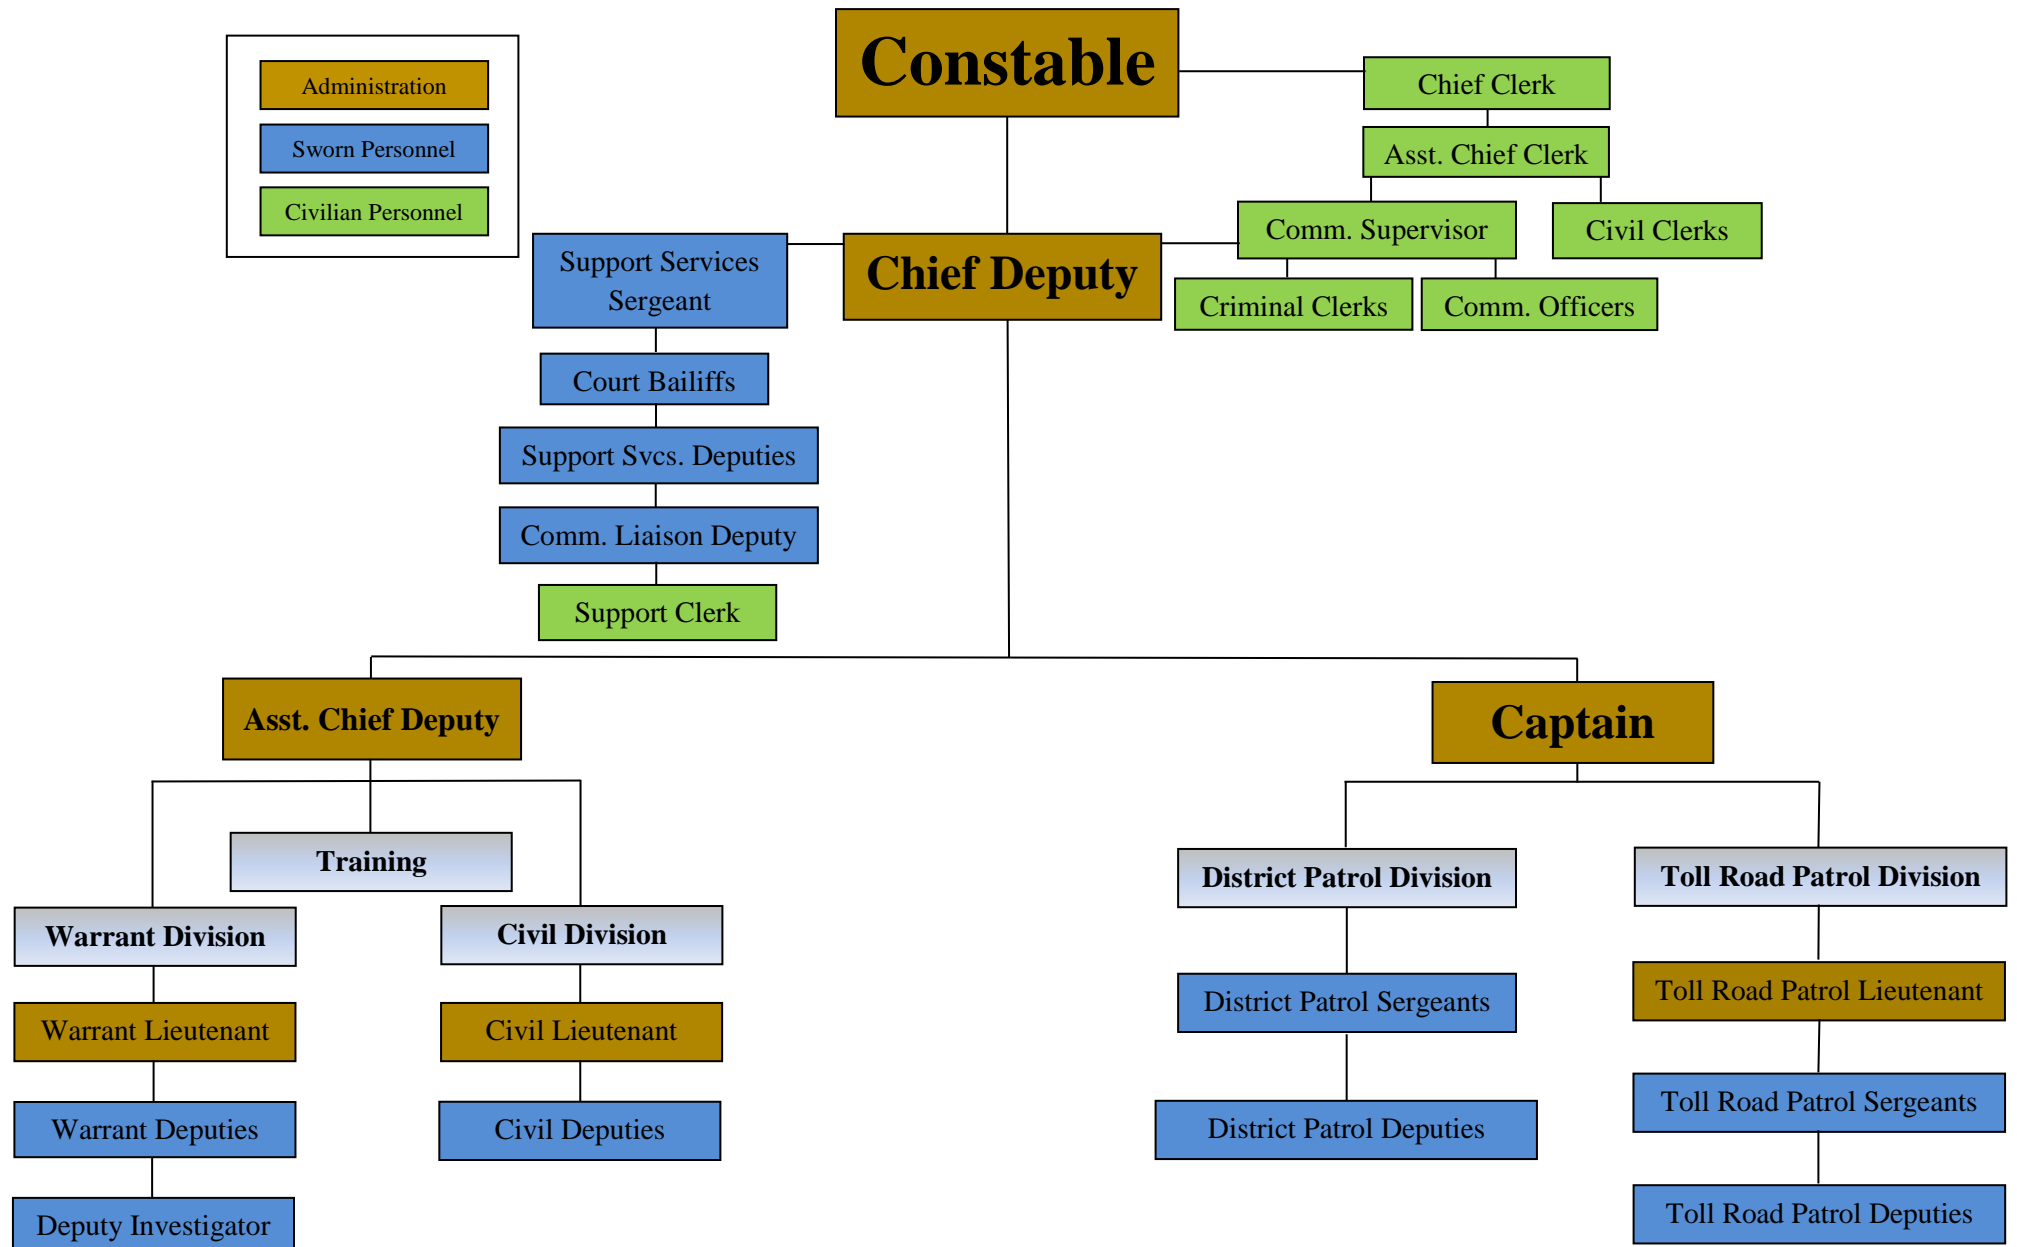 Constable
Administration
Sworn Personnel
Civilian Personnel
Chief Clerk
Asst. Chief Clerk
Comm. Supervisor
Civil Clerks
Criminal Clerks
Comm. Officers
Chief Deputy
Support Services
Sergeant
Court Bailiffs
Support Svcs. Deputies
Comm. Liaison Deputy
Support Clerk
Asst. Chief Deputy
Captain
Training
Warrant Division
Civil Division
Warrant Lieutenant
Civil Lieutenant
Warrant Deputies
Civil Deputies
Deputy Investigator
District Patrol Division
Toll Road Patrol Division
District Patrol Sergeants
Toll Road Patrol Lieutenant
District Patrol Deputies
Toll Road Patrol Sergeants
Toll Road Patrol Deputies